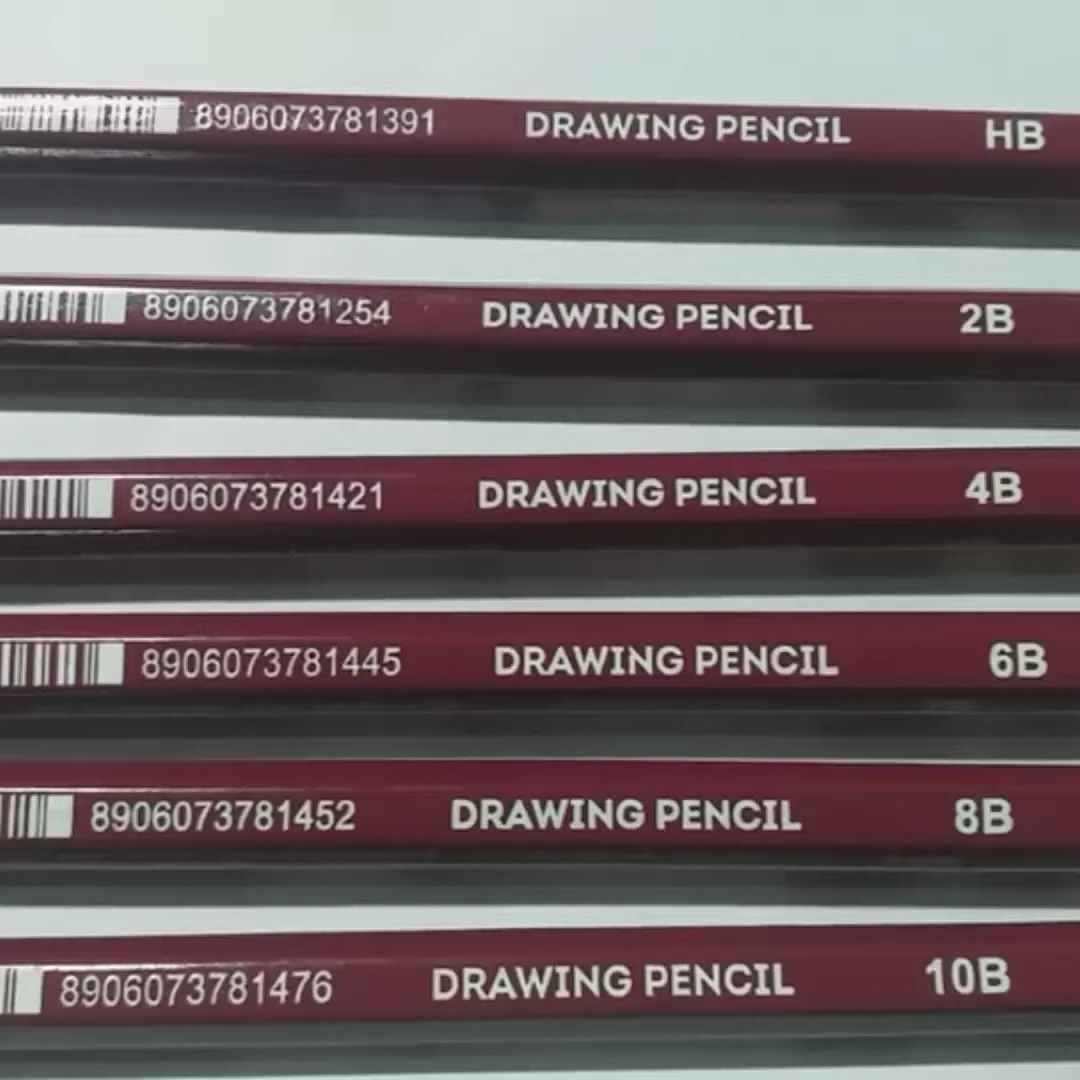 8906073781391 DRAWING PENCIL HB
8906073781254 DRAWING PENCIL 2B
8906073781421 DRAWING PENCIL 4B
8906073781445 DRAWING PENCIL 6B
8906073781452 DRAWING PENCIL 8B
8906073781476 DRAWING PENCIL 10B